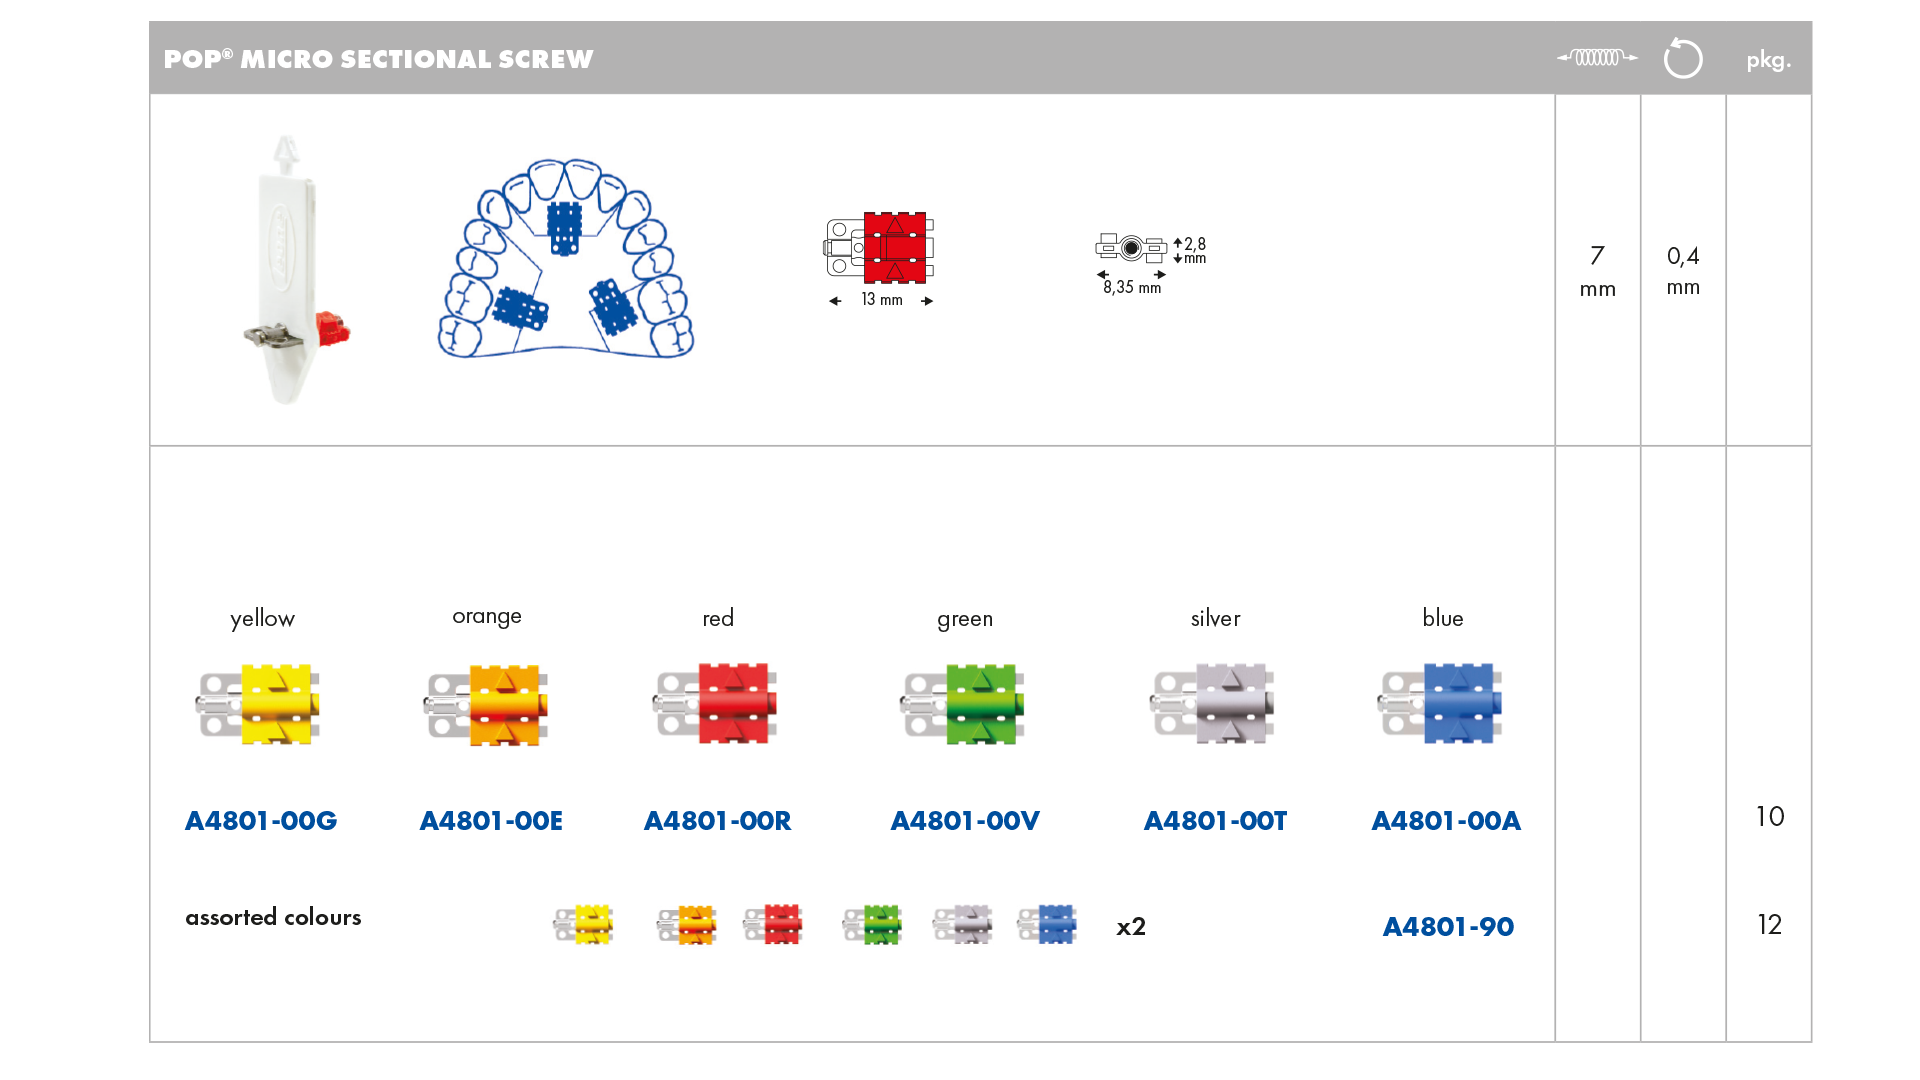 POP® MICRO SECTIONAL SCREW
pkg.
2,8
mm
8,35 mm
13 mm
7
mm
0,4
mm
yellow
orange
red
green
silver
blue
A4801-00G
A4801-00E
A4801-00R
A4801-00V
A4801-00T
A4801-00A
10
assorted colours
x2
A4801-90
12